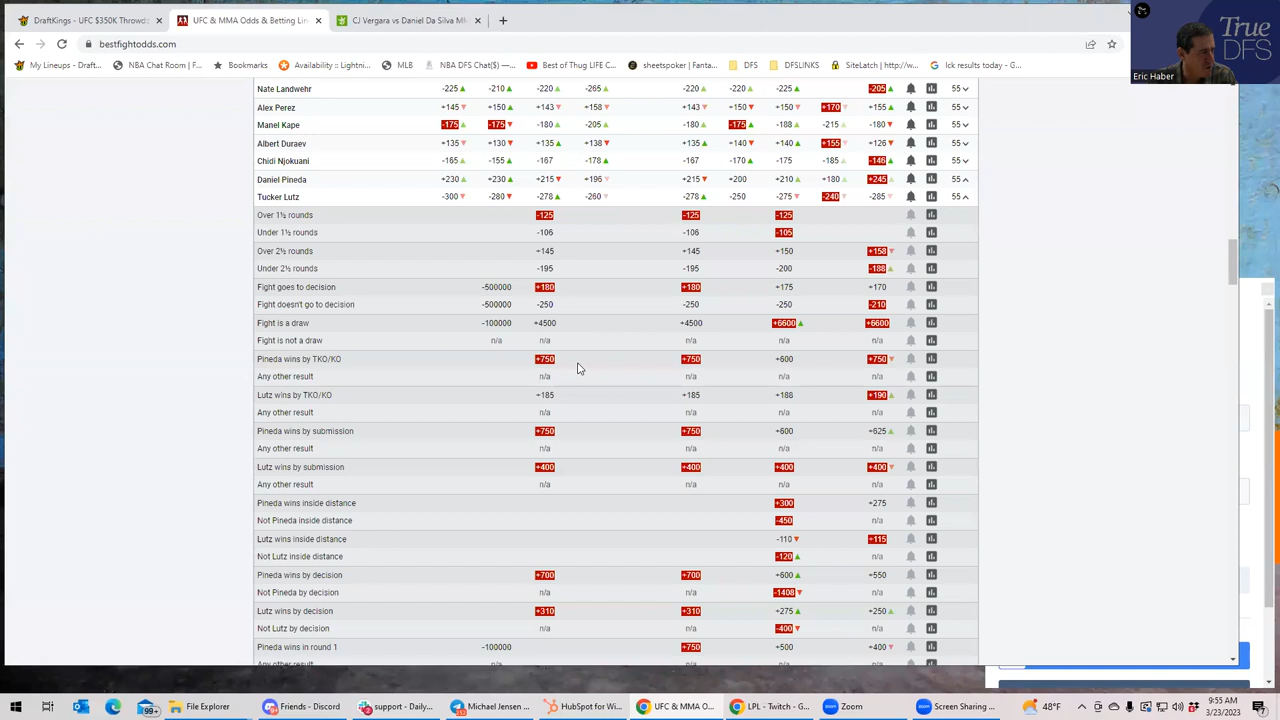 DraftKings - UFC $350K Throwdo
UFC & MMA Odds & Betting Lin
CJ Vergara vs Daniel Da Silva MM
bestfightodds.com
My Lineups - Draft...
NBA Chat Room | F...
Availability :: Lightni...
MLB
NBA DFS Chat($) —...
Bookmarks
Best of Thug LIFE C...
sheetspoker | Fanta...
DFS
DFSLINKS
SiteLatch | http://w...
lck results today - G...
True DFS
Eric Haber
Nate Landwehr -225 -210 -220 -265 -220 -220 -225 -205 55
Alex Perez +145 +150 +143 +158 +143 +150 +150 +170 +155 55
Manel Kape -175 -175 -180 -205 -180 -175 -188 -215 -180 55
Albert Duraev +135 +130 +135 +138 +135 +140 +140 +155 +126 55
Chidi Njokuani -165 -155 -167 -178 -167 -170 -175 -185 -146 55
Daniel Pineda +230 +230 +215 +196 +215 +200 +210 +180 +245 55
Tucker Lutz -300 -280 -278 -260 -278 -250 -275 -240 -285 55
Over 1½ rounds -125 -125 -125
Under 1½ rounds -106 -106 -105
Over 2½ rounds +145 +145 +150 +158
Under 2½ rounds -195 -195 -200 -188
Fight goes to decision -500000 +180 +180 +175 +170
Fight doesn't go to decision -500000 -250 -250 -250 -210
Fight is a draw -100000 +4500 +4500 +6600 +6600
Fight is not a draw n/a n/a n/a n/a n/a
Pineda wins by TKO/KO +750 +750 +600 +750
Any other result n/a n/a n/a n/a
Lutz wins by TKO/KO +185 +185 +188 +190
Any other result n/a n/a n/a n/a
Pineda wins by submission +750 +750 +600 +625
Any other result n/a n/a n/a n/a
Lutz wins by submission +400 +400 +400 +400
Any other result n/a n/a n/a n/a
Pineda wins inside distance +300 +275
Not Pineda inside distance -450 n/a
Lutz wins inside distance -110 +115
Not Lutz inside distance -120 n/a
Pineda wins by decision +700 +700 +600 +550
Not Pineda by decision n/a n/a -1408 n/a
Lutz wins by decision +310 +310 +275 +250
Not Lutz by decision n/a n/a -400 n/a
Pineda wins in round 1 -100000 +750 +500 +400
Any other result n/a n/a n/a n/a
99+
File Explorer
Friends - Discord
support - Daily...
Michael Jensen ...
HubSpot for Wi...
UFC & MMA O...
LPL - Twitch - G...
Zoom
Screen Sharing ...
48°F
9:55 AM
3/23/2023